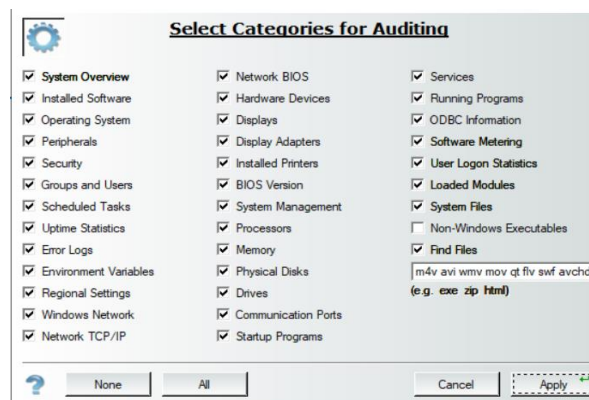 Select Categories for Auditing
System Overview
Installed Software
Operating System
Peripherals
Security
Groups and Users
Scheduled Tasks
Uptime Statistics
Error Logs
Environment Variables
Regional Settings
Windows Network
Network TCP/IP
Network BIOS
Hardware Devices
Displays
Display Adapters
Installed Printers
BIOS Version
System Management
Processors
Memory
Physical Disks
Drives
Communication Ports
Startup Programs
Services
Running Programs
ODBC Information
Software Metering
User Logon Statistics
Loaded Modules
System Files
Non-Windows Executables
Find Files
m4v avi wmv mov qt flv swf avchd
(e.g. exe zip html)
None
All
Cancel
Apply